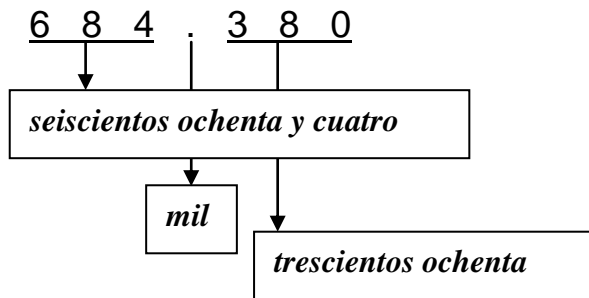 6 8 4 . 3 8 0
seiscientos ochenta y cuatro
mil
trescientos ochenta